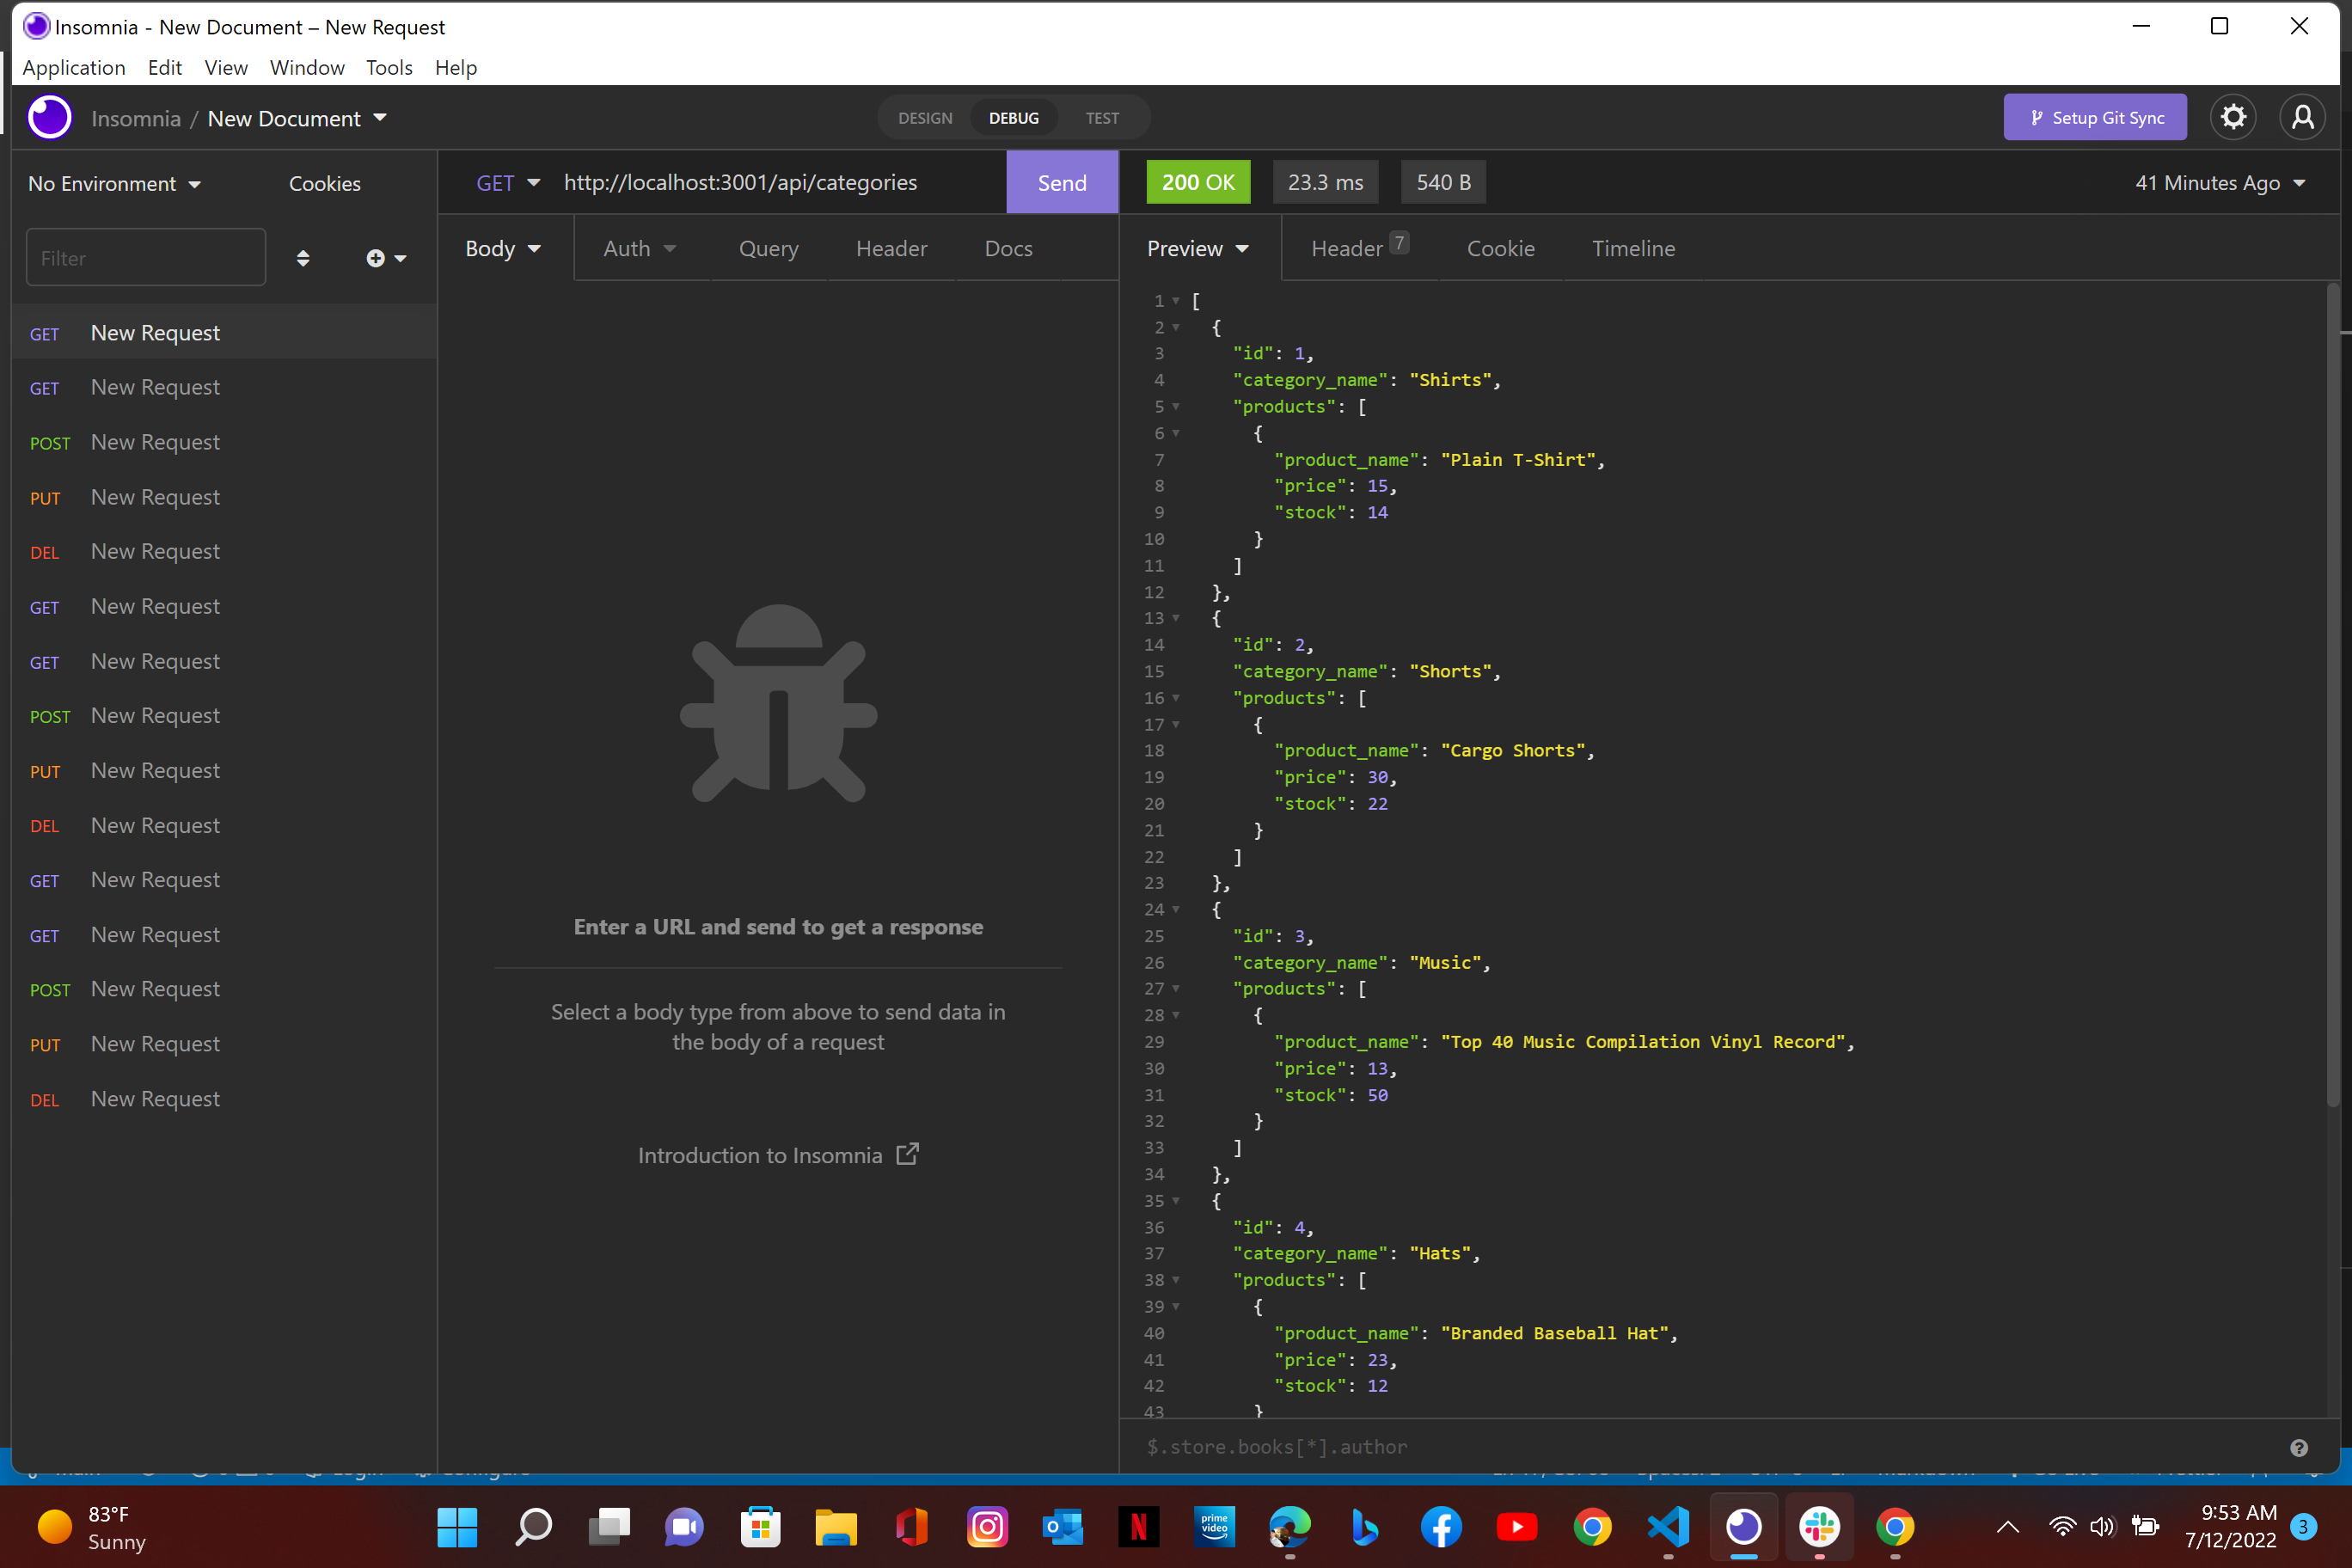 Insomnia - New Document – New Request
Application Edit View Window Tools Help
Insomnia / New Document
DESIGN DEBUG TEST
Setup Git Sync
No Environment Cookies
GET http://localhost:3001/api/categories Send
200 OK 23.3 ms 540 B 41 Minutes Ago
Filter
Body Auth Query Header Docs
Preview Header 7 Cookie Timeline
GET New Request
GET New Request
POST New Request
PUT New Request
DEL New Request
GET New Request
GET New Request
POST New Request
PUT New Request
DEL New Request
GET New Request
GET New Request
POST New Request
PUT New Request
DEL New Request
Enter a URL and send to get a response
Select a body type from above to send data in
the body of a request
Introduction to Insomnia
1 [
2 {
3 "id": 1,
4 "category_name": "Shirts",
5 "products": [
6 {
7 "product_name": "Plain T-Shirt",
8 "price": 15,
9 "stock": 14
10 }
11 ]
12 },
13 {
14 "id": 2,
15 "category_name": "Shorts",
16 "products": [
17 {
18 "product_name": "Cargo Shorts",
19 "price": 30,
20 "stock": 22
21 }
22 ]
23 },
24 {
25 "id": 3,
26 "category_name": "Music",
27 "products": [
28 {
29 "product_name": "Top 40 Music Compilation Vinyl Record",
30 "price": 13,
31 "stock": 50
32 }
33 ]
34 },
35 {
36 "id": 4,
37 "category_name": "Hats",
38 "products": [
39 {
40 "product_name": "Branded Baseball Hat",
41 "price": 23,
42 "stock": 12
43 }
$.store.books[*].author
83°F
Sunny
prime
video
9:53 AM
7/12/2022
3